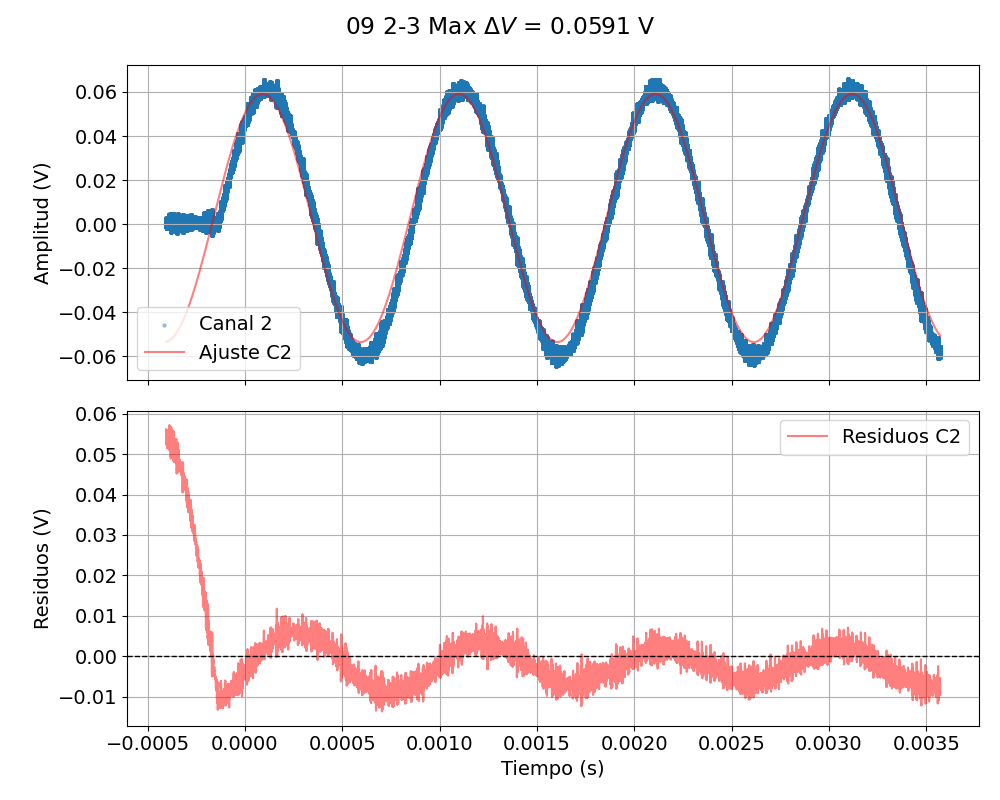 09 2-3 Max ΔV = 0.0591 V
0.06
0.04
0.02
0.00
−0.02
−0.04
−0.06
Amplitud (V)
Canal 2
Ajuste C2
0.06
0.05
0.04
0.03
0.02
0.01
0.00
−0.01
Residuos (V)
Residuos C2
−0.0005 0.0000 0.0005 0.0010 0.0015 0.0020 0.0025 0.0030 0.0035
Tiempo (s)